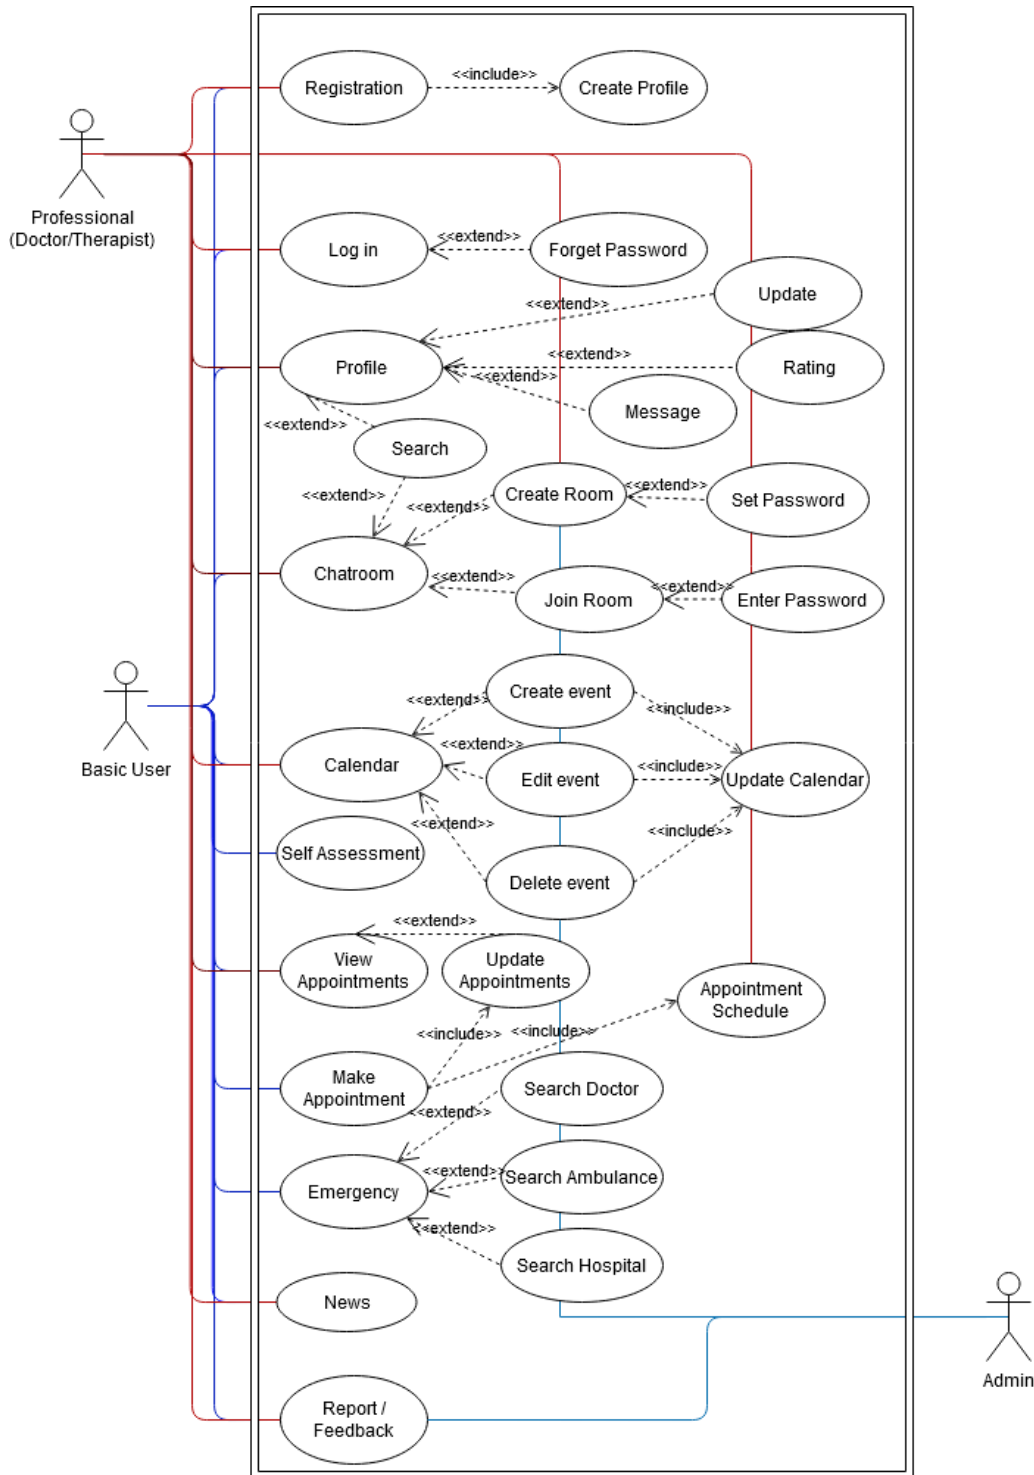 <<include>>
Registration
Create Profile
Professional
(Doctor/Therapist)
<<extend>>
Log in
Forget Password
Update
<<extend>>
<<extend>>
Profile
Rating
<<extend>>
Message
<<extend>>
Search
<<extend>>
<<extend>>
Create Room
<<extend>>
Set Password
Chatroom
<<extend>>
Join Room
<<extend>>
Enter Password
Basic User
Create event
<<extend>>
<<include>>
<<extend>>
Calendar
Edit event
<<include>>
Update Calendar
<<extend>>
<<include>>
Self Assessment
Delete event
<<extend>>
View
Appointments
Update
Appointments
Appointment
Schedule
<<include>>
<<include>>
Make
Appointment
Search Doctor
<<extend>>
<<extend>>
Search Ambulance
Emergency
<<extend>>
Search Hospital
News
Admin
Report /
Feedback